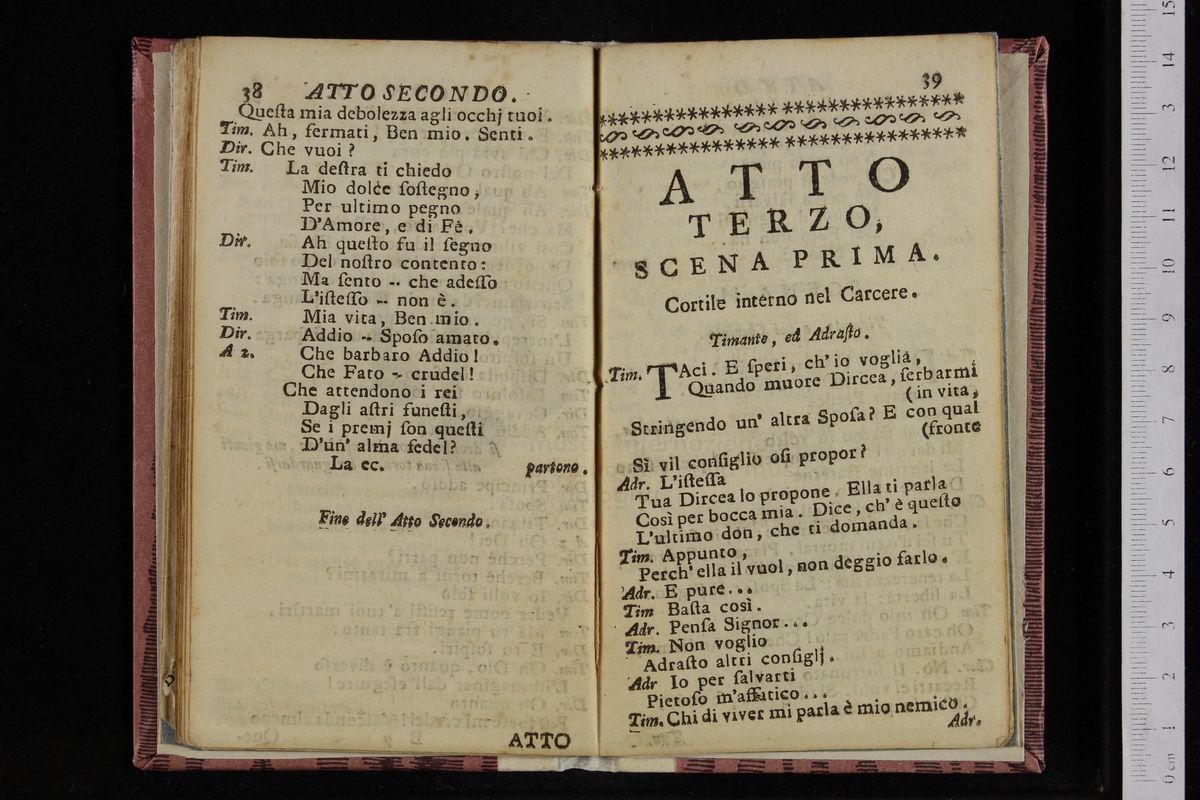 38 ATTO SECONDO.
Queſta mia debolezza agli occhj tuoi.
Tim. Ah, fermati, Ben mio. Senti.
Dir. Che vuoi?
Tim. La deſtra ti chiedo
Mio dolce ſoſtegno,
Per ultimo pegno
D'Amore, e di Fè.
Dir. Ah queſto fu il ſegno
Del noſtro contento:
Ma ſento -- che adeſſo
L'iſteſſo -- non è.
Tim. Mia vita, Ben mio.
Dir. Addio -- Spoſo amato.
A 2. Che barbaro Addio!
Che Fato -- crudel!
Che attendono i rei
Dagli aſtri funeſti,
Se i premj ſon queſti
D'un' alma fedel?
La ec. partono.
Fine dell' Atto Secondo.
ATTO
39
ATTO
TERZO,
SCENA PRIMA.
Cortile interno nel Carcere.
Timante, ed Adraſto.
Tim. TAci. E ſperi, ch' io voglia,
Quando muore Dircea, ſerbarmi
(in vita,
Stringendo un' altra Spoſa? E con qual
(fronte
Sì vil conſiglio oſi propor?
Adr. L'iſteſſa
Tua Dircea lo propone. Ella ti parla
Così per bocca mia. Dice, ch' è queſto
L'ultimo don, che ti domanda.
Tim. Appunto,
Perch' ella il vuol, non deggio farlo.
Adr. E pure...
Tim Baſta così.
Adr. Penſa Signor...
Tim. Non voglio
Adraſto altri conſiglj.
Adr Io per ſalvarti
Pietoſo m'affatico...
Tim. Chi di viver mi parla è mio nemico.
Adr.